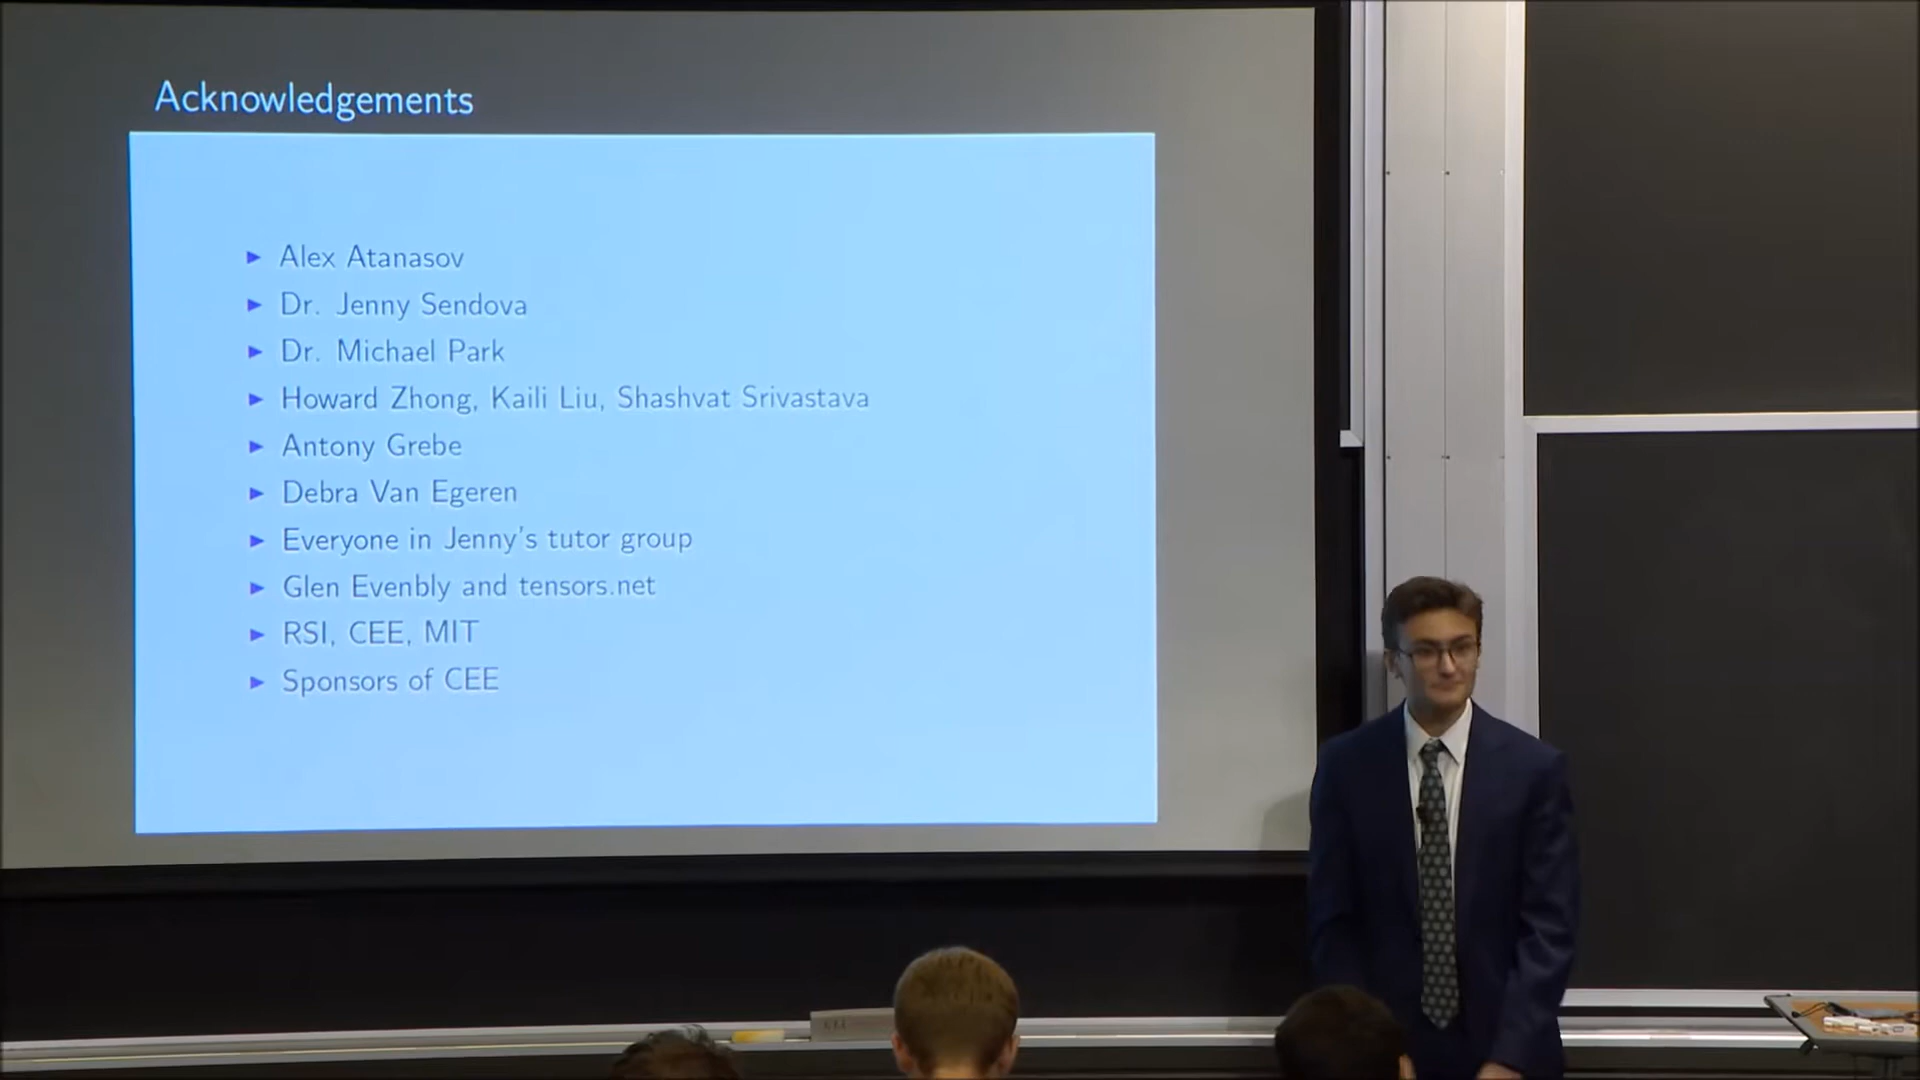 Acknowledgements
Alex Atanasov
Dr. Jenny Sendova
Dr. Michael Park
Howard Zhong, Kaili Liu, Shashvat Srivastava
Antony Grebe
Debra Van Egeren
Everyone in Jenny's tutor group
Glen Evenbly and tensors.net
RSI, CEE, MIT
Sponsors of CEE